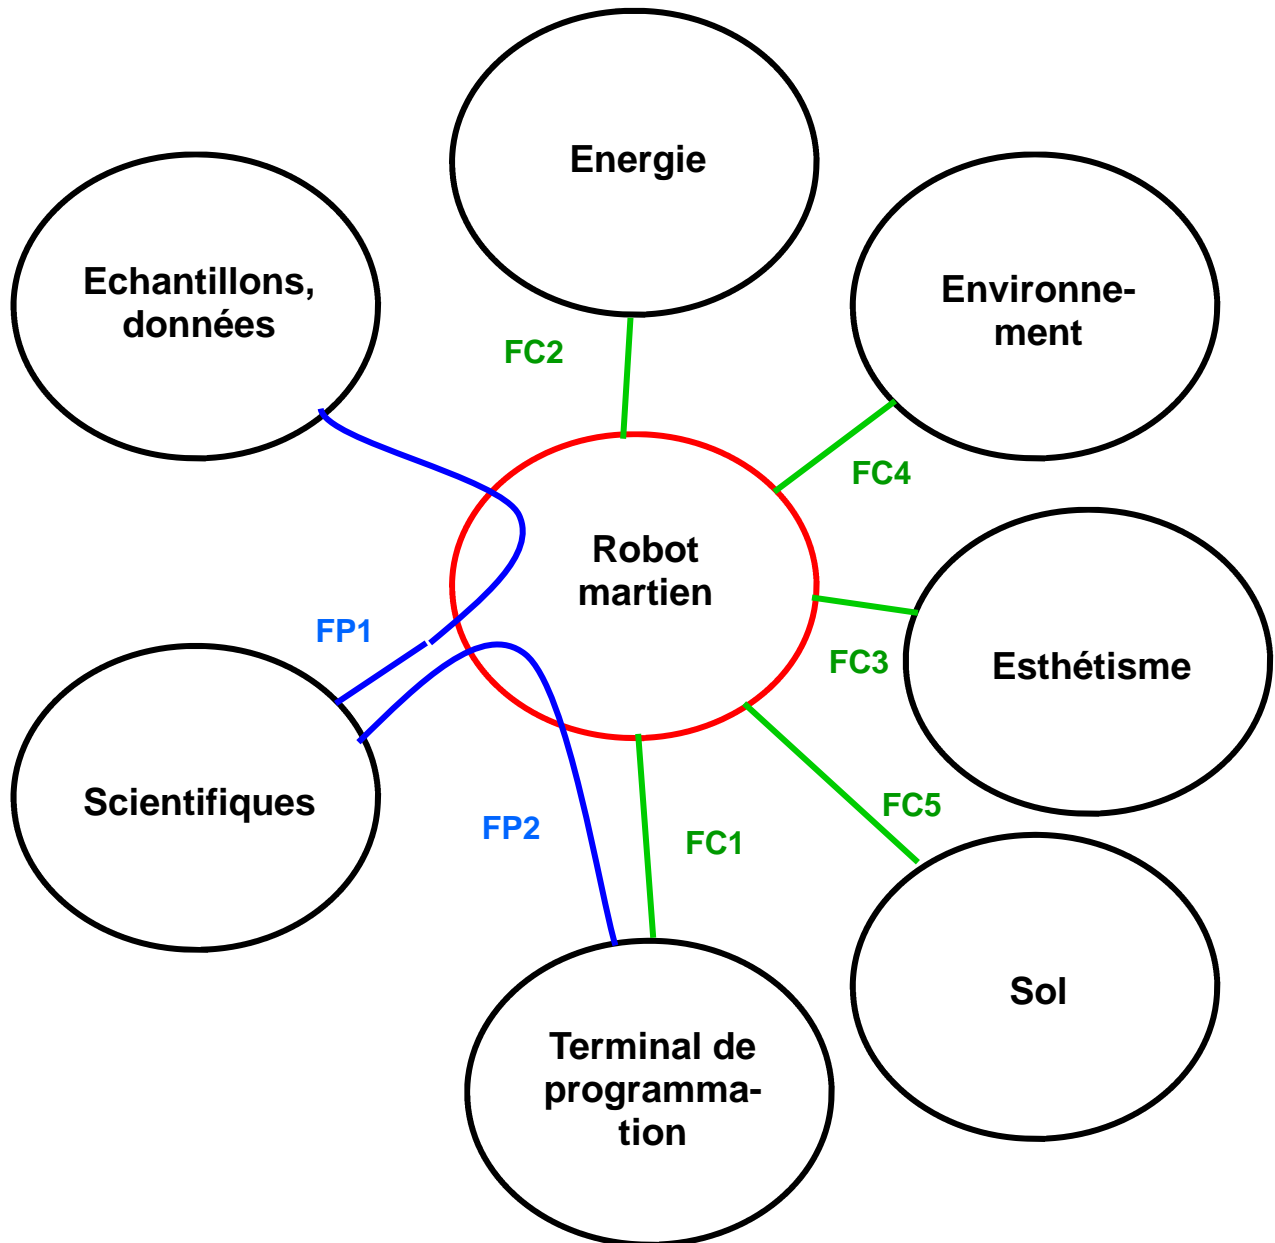 Energie
Echantillons,
données
Environne-
ment
FC2
FC4
Robot
martien
FP1
FC3
Esthétisme
Scientifiques
FP2
FC1
FC5
Sol
Terminal de
programma-
tion